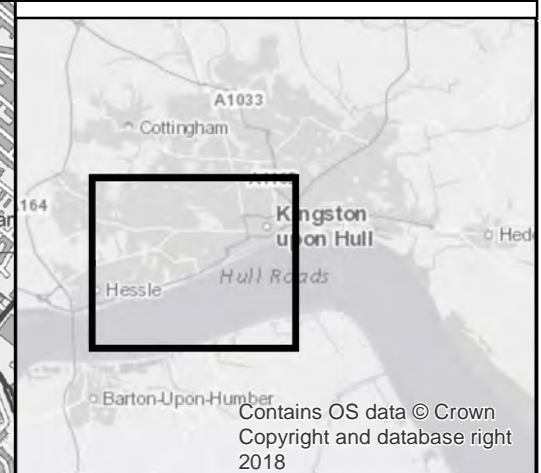 A1033
Cottingham
A1165
164
Kingston
upon Hull
Hed
Hull Roads
Hessle
Barton-Upon-Humber
Contains OS data © Crown
Copyright and database right
2018